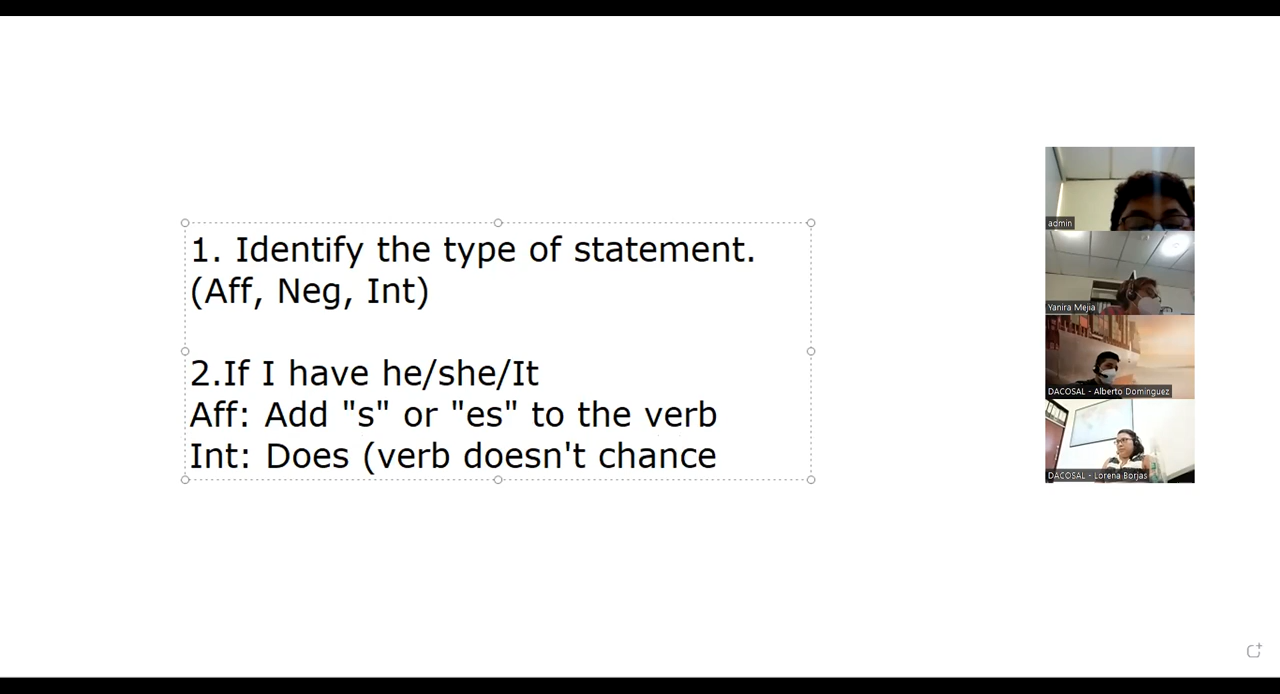 1. Identify the type of statement.
(Aff, Neg, Int)
2.If I have he/she/It
Aff: Add "s" or "es" to the verb
Int: Does (verb doesn't chance
admin
Yanira Mejia
DACOSAL - Alberto Dominguez
DACOSAL - Lorena Borjas